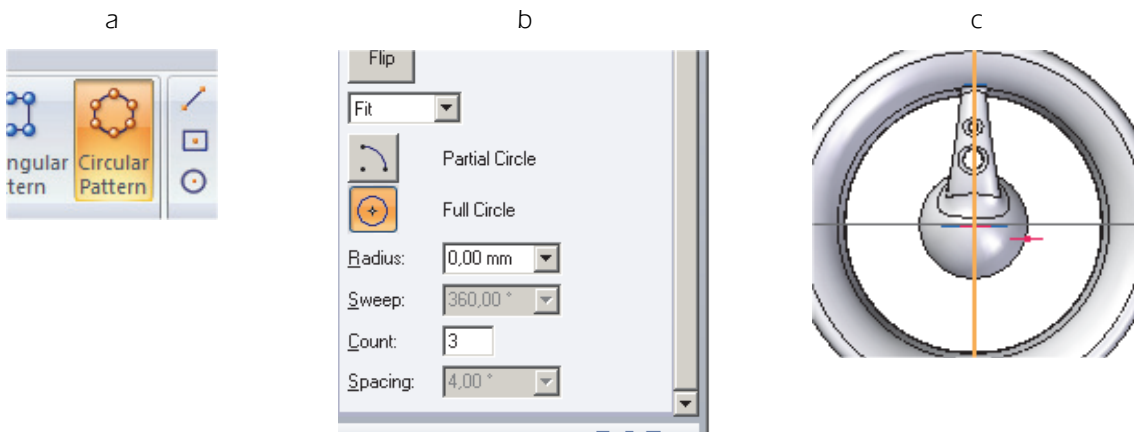 a
b
c
ngular
tern
Circular
Pattern
Flip
Fit
Partial Circle
Full Circle
Radius: 0,00 mm
Sweep: 360,00 °
Count: 3
Spacing: 4,00 °